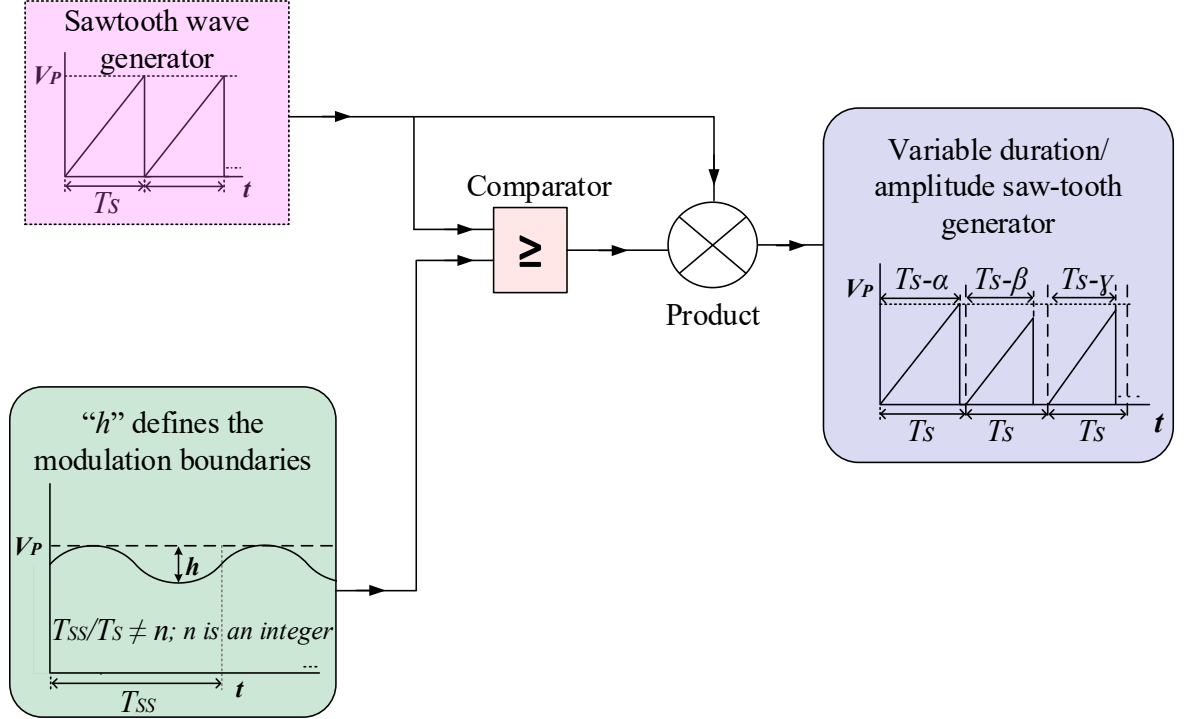 Sawtooth wave
generator
VP
...
Ts
t
Comparator
≥
Product
Variable duration/
amplitude saw-tooth
generator
VP
Ts-α Ts-β Ts-ɣ
...
Ts Ts Ts
t
“h” defines the
modulation boundaries
VP
h
TSS/TS ≠ n; n is an integer
...
TSS
t